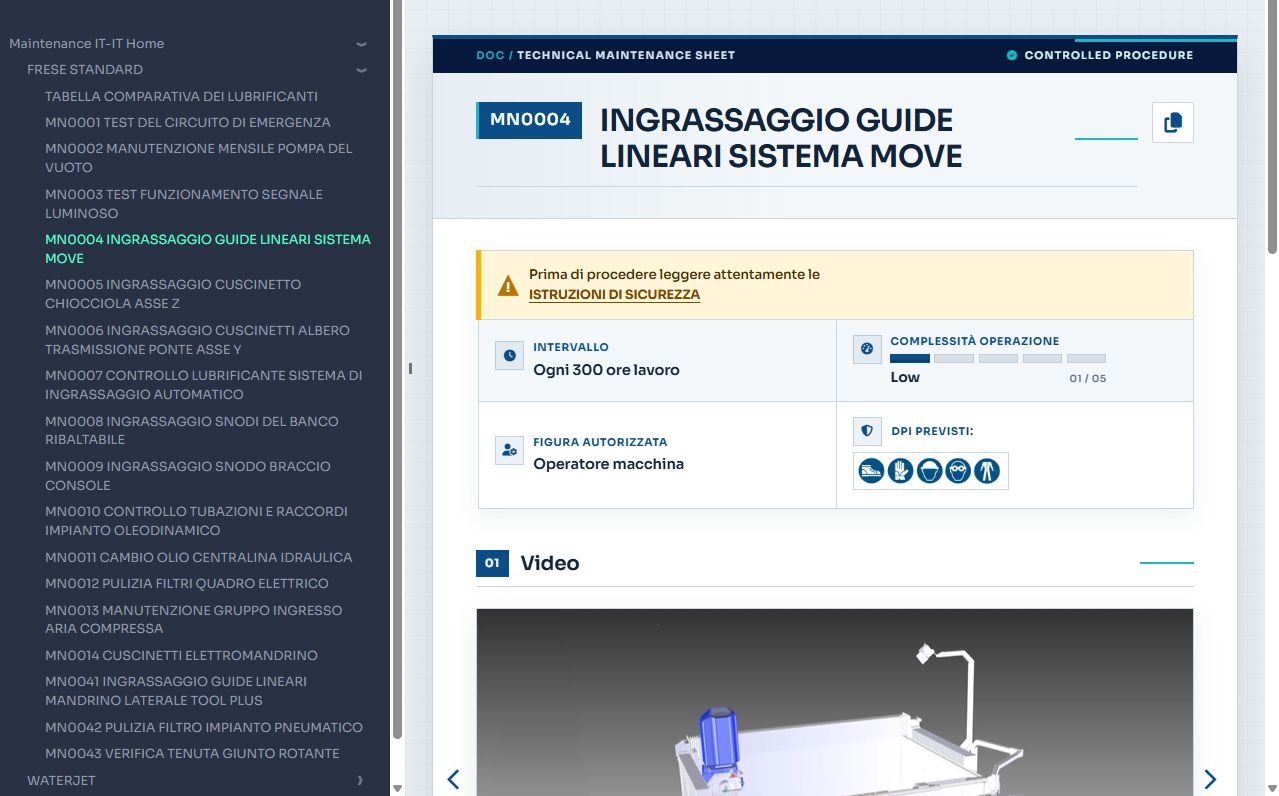 Maintenance IT-IT Home
FRESE STANDARD
TABELLA COMPARATIVA DEI LUBRIFICANTI
MN0001 TEST DEL CIRCUITO DI EMERGENZA
MN0002 MANUTENZIONE MENSILE POMPA DEL
VUOTO
MN0003 TEST FUNZIONAMENTO SEGNALE
LUMINOSO
MN0004 INGRASSAGGIO GUIDE LINEARI SISTEMA
MOVE
MN0005 INGRASSAGGIO CUSCINETTO
CHIOCCIOLA ASSE Z
MN0006 INGRASSAGGIO CUSCINETTI ALBERO
TRASMISSIONE PONTE ASSE Y
MN0007 CONTROLLO LUBRIFICANTE SISTEMA DI
INGRASSAGGIO AUTOMATICO
MN0008 INGRASSAGGIO SNODI DEL BANCO
RIBALTABILE
MN0009 INGRASSAGGIO SNODO BRACCIO
CONSOLE
MN0010 CONTROLLO TUBAZIONI E RACCORDI
IMPIANTO OLEODINAMICO
MN0011 CAMBIO OLIO CENTRALINA IDRAULICA
MN0012 PULIZIA FILTRI QUADRO ELETTRICO
MN0013 MANUTENZIONE GRUPPO INGRESSO
ARIA COMPRESSA
MN0014 CUSCINETTI ELETTROMANDRINO
MN0041 INGRASSAGGIO GUIDE LINEARI
MANDRINO LATERALE TOOL PLUS
MN0042 PULIZIA FILTRO IMPIANTO PNEUMATICO
MN0043 VERIFICA TENUTA GIUNTO ROTANTE
WATERJET
DOC / TECHNICAL MAINTENANCE SHEET
CONTROLLED PROCEDURE
MN0004
INGRASSAGGIO GUIDE
LINEARI SISTEMA MOVE
Prima di procedere leggere attentamente le
ISTRUZIONI DI SICUREZZA
INTERVALLO
Ogni 300 ore lavoro
COMPLESSITÀ OPERAZIONE
Low
01 / 05
FIGURA AUTORIZZATA
Operatore macchina
DPI PREVISTI:
01
Video